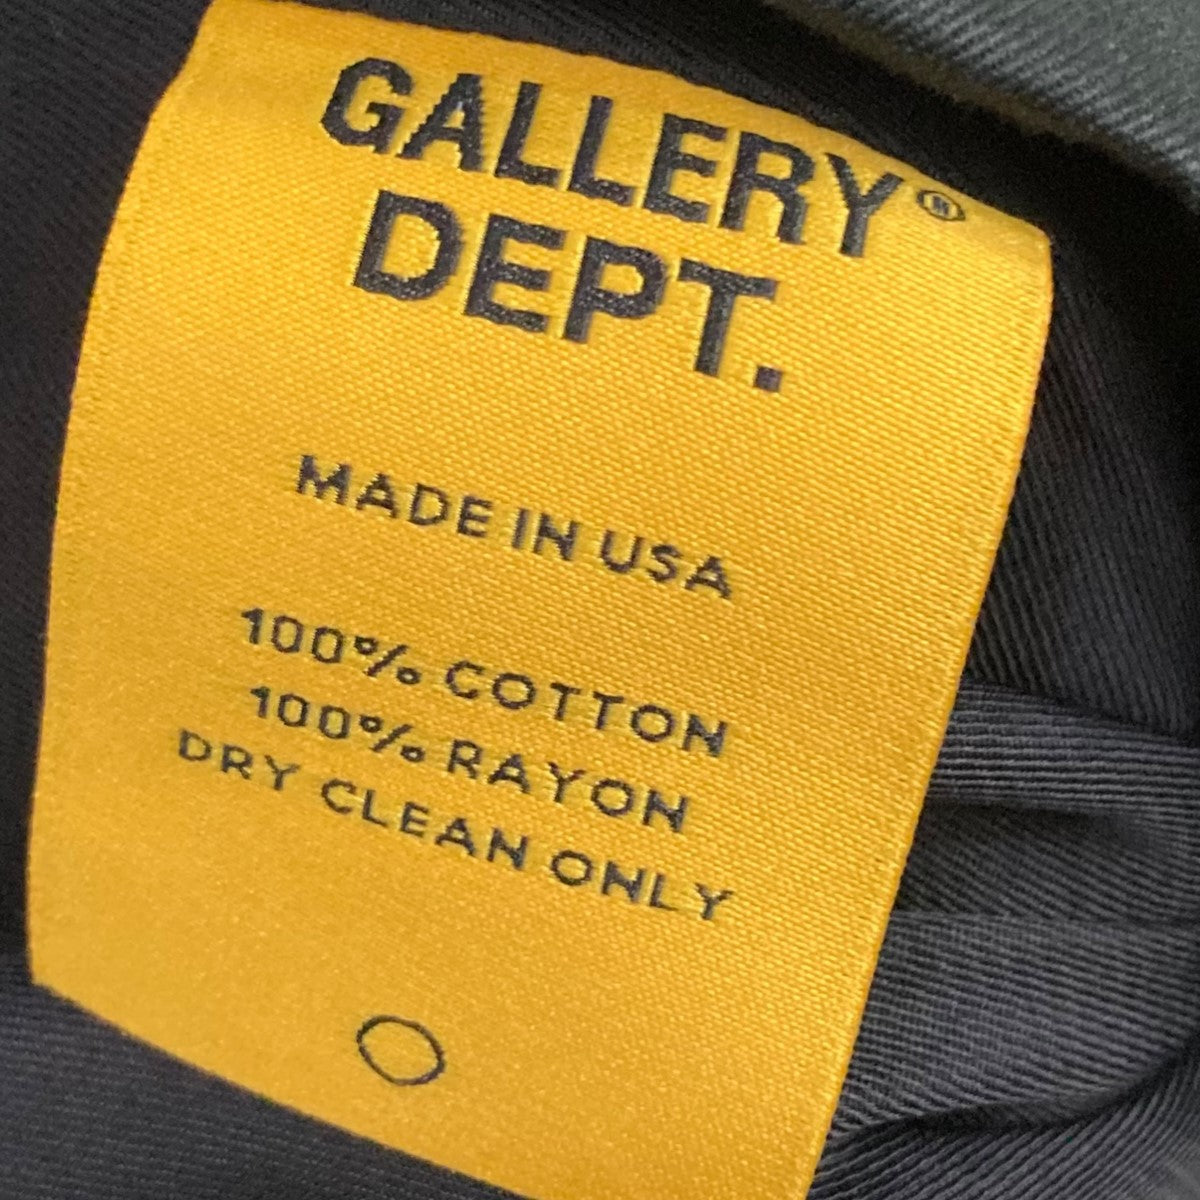 GALLERY®
DEPT.
MADE IN USA
100% COTTON
100% RAYON
DRY CLEAN ONLY